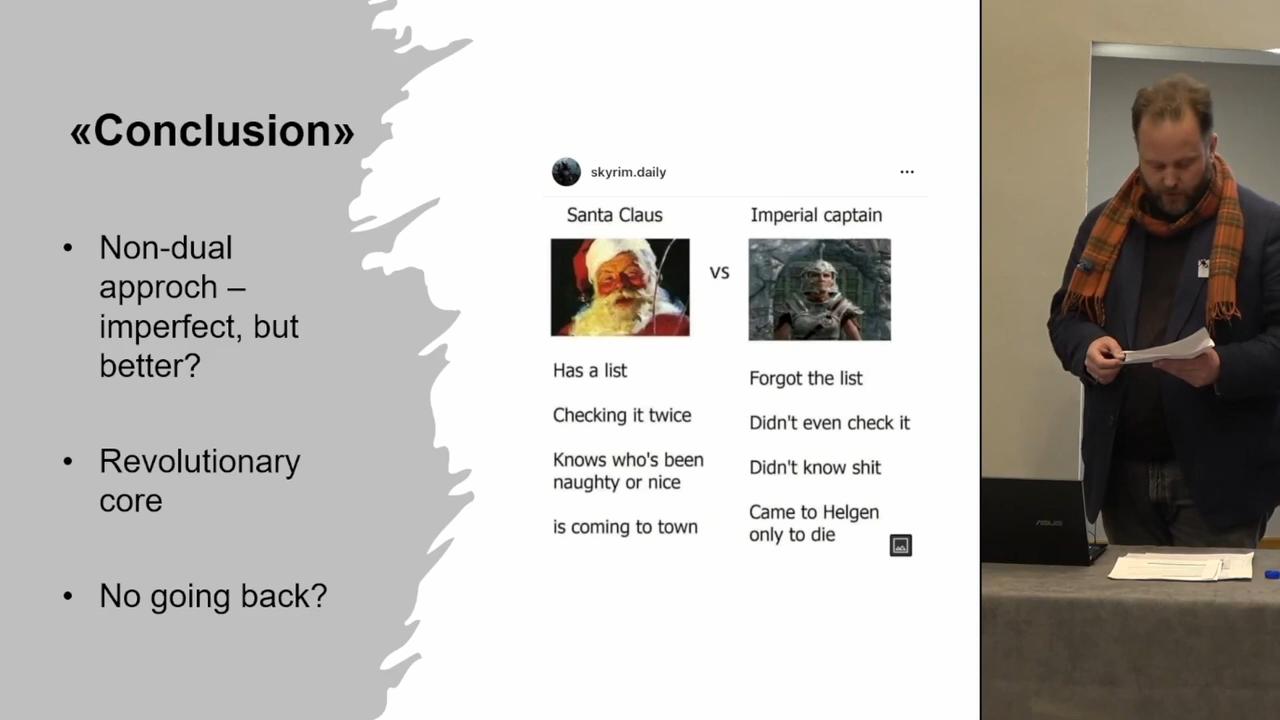 «Conclusion»
• Non-dual
approch –
imperfect, but
better?
• Revolutionary
core
• No going back?
skyrim.daily
Santa Claus
vs
Imperial captain
Has a list
Checking it twice
Knows who's been
naughty or nice
is coming to town
Forgot the list
Didn't even check it
Didn't know shit
Came to Helgen
only to die
ASUS